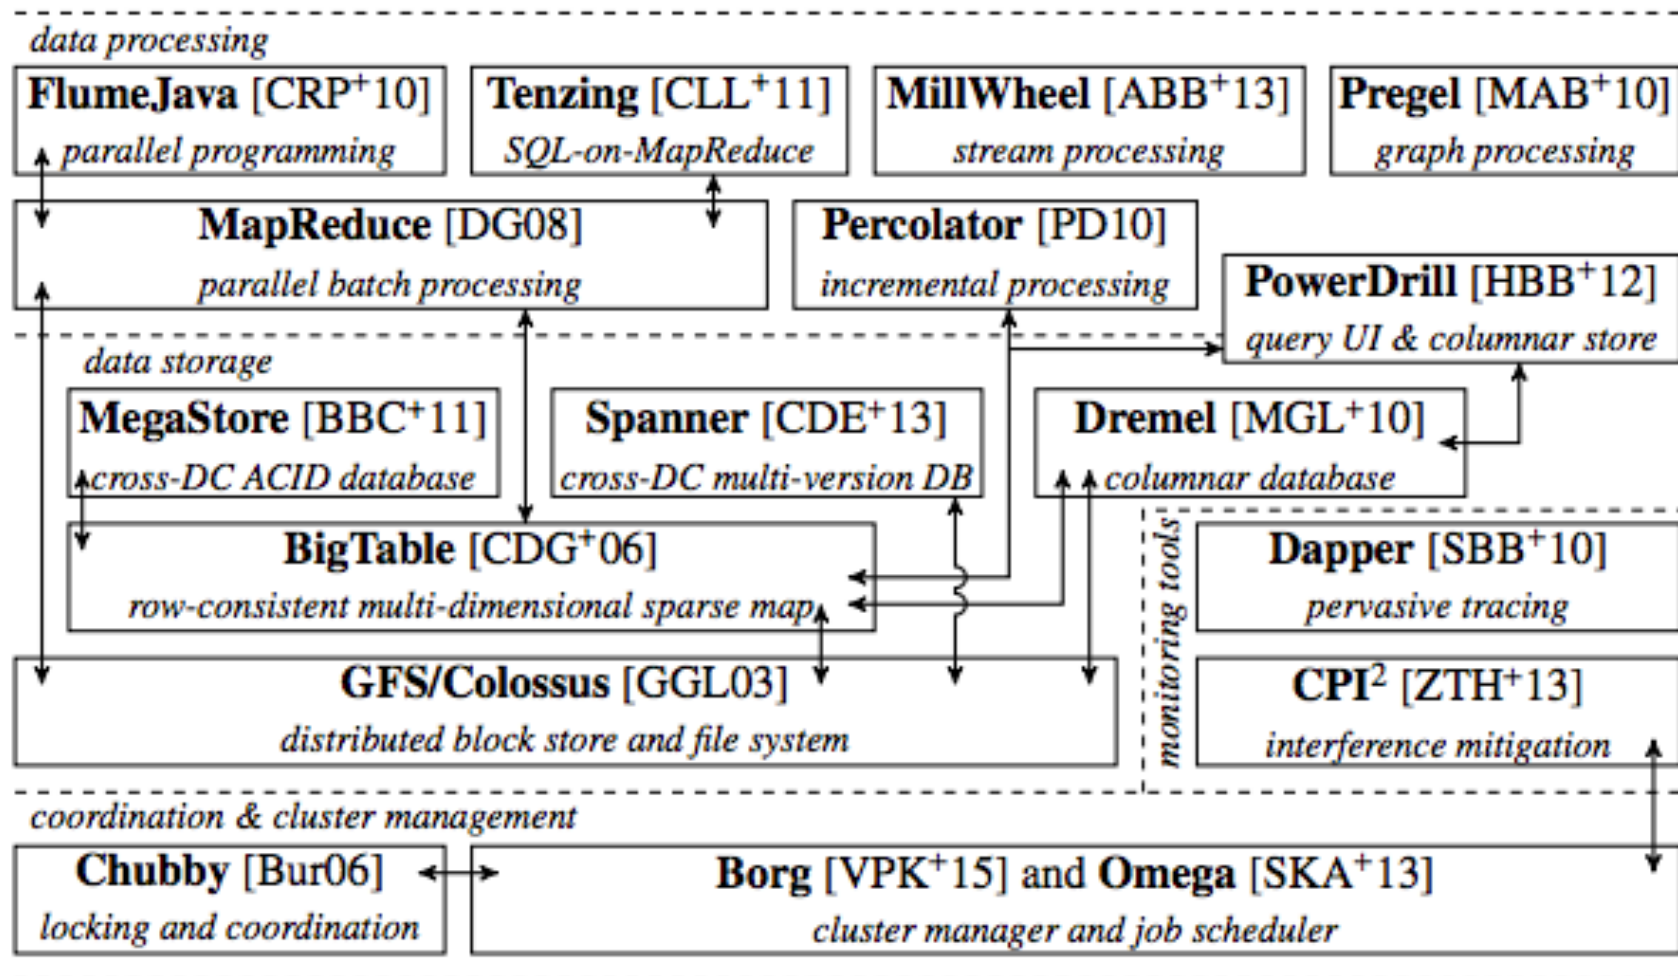 data processing
FlumeJava [CRP+10]
parallel programming
Tenzing [CLL+11]
SQL-on-MapReduce
MillWheel [ABB+13]
stream processing
Pregel [MAB+10]
graph processing
MapReduce [DG08]
parallel batch processing
Percolator [PD10]
incremental processing
PowerDrill [HBB+12]
query UI & columnar store
data storage
MegaStore [BBC+11]
cross-DC ACID database
Spanner [CDE+13]
cross-DC multi-version DB
Dremel [MGL+10]
columnar database
BigTable [CDG+06]
row-consistent multi-dimensional sparse map
monitoring tools
Dapper [SBB+10]
pervasive tracing
GFS/Colossus [GGL03]
distributed block store and file system
CPI² [ZTH+13]
interference mitigation
coordination & cluster management
Chubby [Bur06]
locking and coordination
Borg [VPK+15] and Omega [SKA+13]
cluster manager and job scheduler